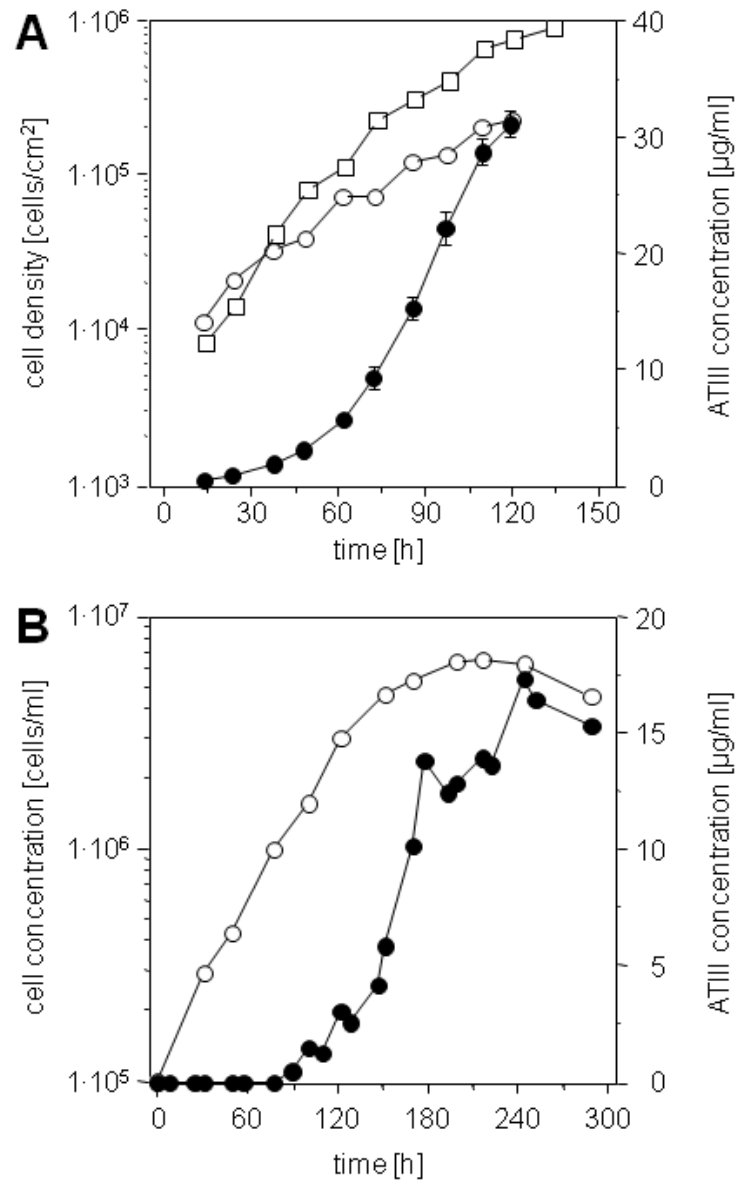 A
1·10⁶
1·10⁵
1·10⁴
1·10³
cell density [cells/cm²]
40
30
20
10
0
ATIII concentration [µg/ml]
0 30 60 90 120 150
time [h]
B
1·10⁷
1·10⁶
1·10⁵
cell concentration [cells/ml]
20
15
10
5
0
ATIII concentration [µg/ml]
0 60 120 180 240 300
time [h]